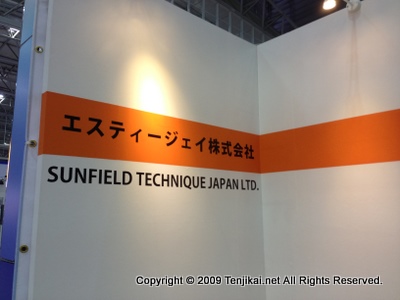 エスティージェイ株式会社
SUNFIELD TECHNIQUE JAPAN LTD.
Copyright © 2009 Tenjikai.net All Rights Reserved.